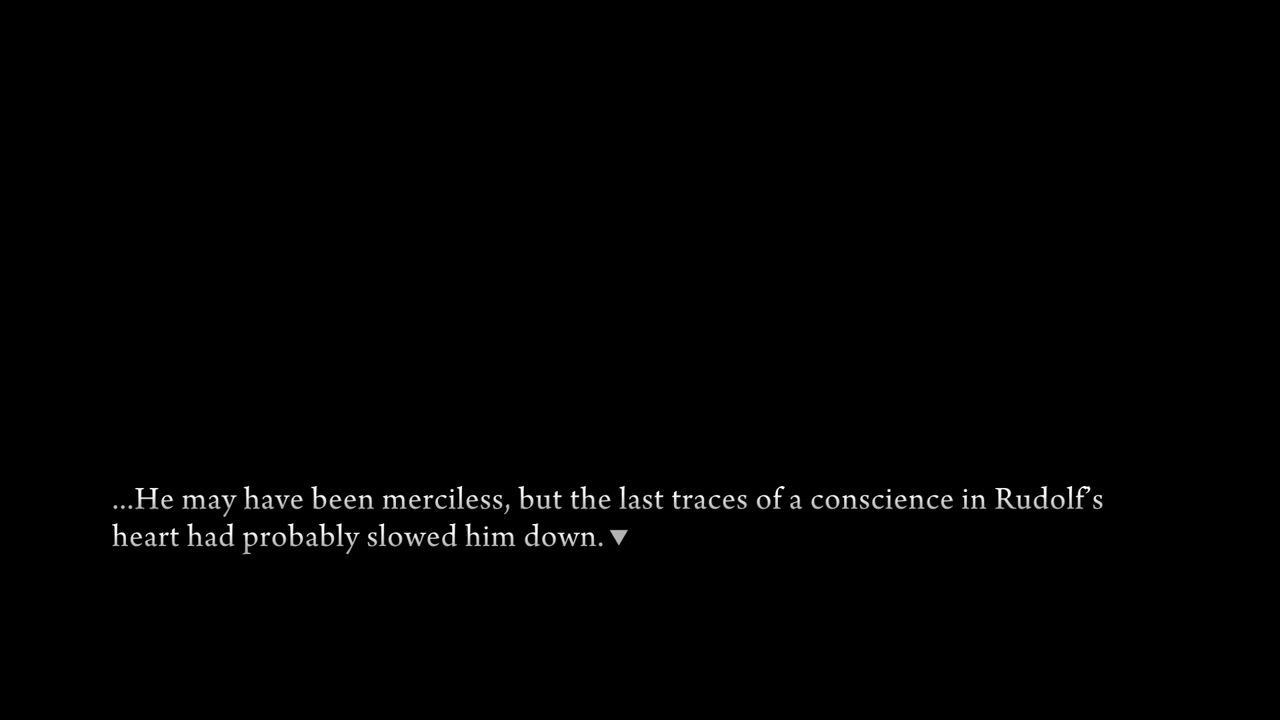 ...He may have been merciless, but the last traces of a conscience in Rudolf's
heart had probably slowed him down.